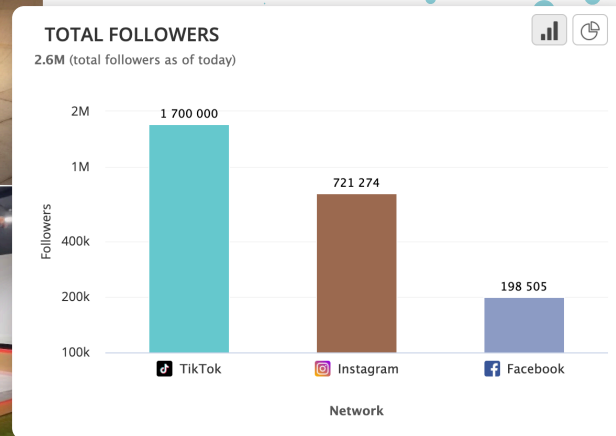 TOTAL FOLLOWERS
2.6M (total followers as of today)
2M
1M
400k
200k
100k
Followers
1 700 000
721 274
198 505
TikTok
Instagram
Facebook
Network